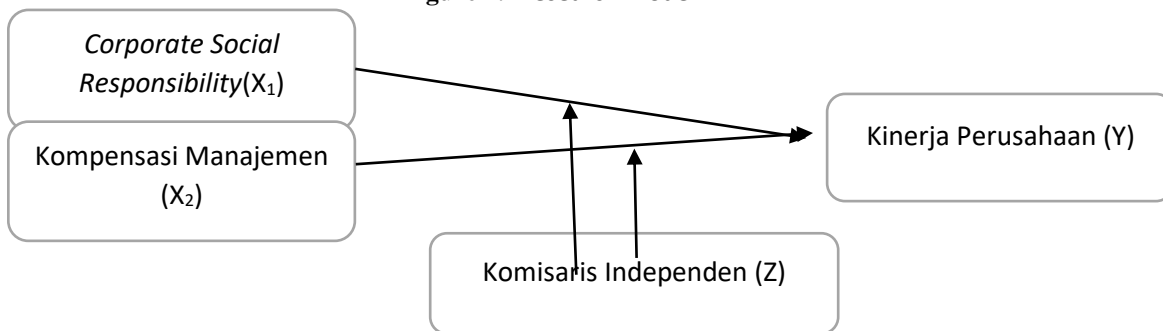 Corporate Social
Responsibility(X₁)
Kompensasi Manajemen
(X₂)
Kinerja Perusahaan (Y)
Komisaris Independen (Z)